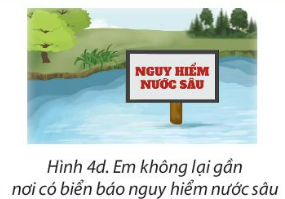 NGUY HIỂM
NƯỚC SÂU
Hình 4d. Em không lại gần
nơi có biển báo nguy hiểm nước sâu